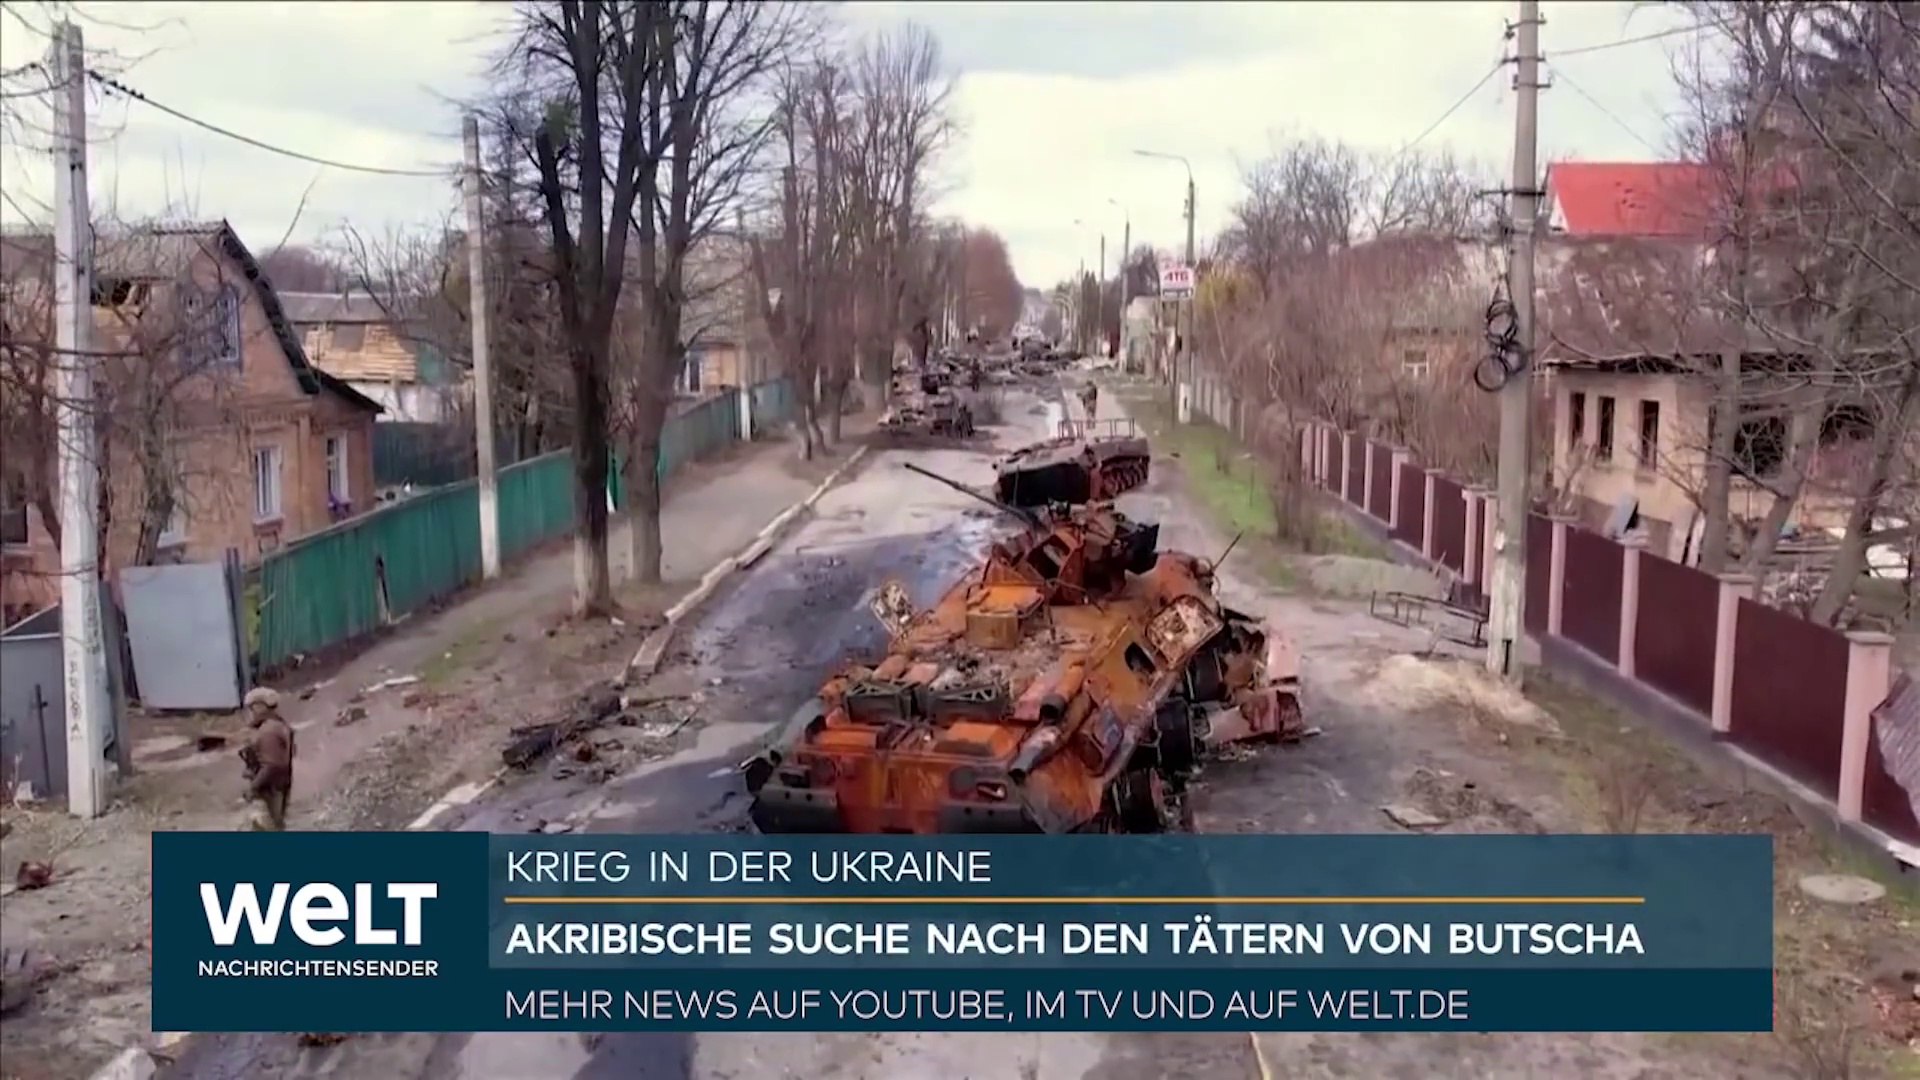 АТБ
KRIEG IN DER UKRAINE
WELT
NACHRICHTENSENDER
AKRIBISCHE SUCHE NACH DEN TÄTERN VON BUTSCHA
MEHR NEWS AUF YOUTUBE, IM TV UND AUF WELT.DE